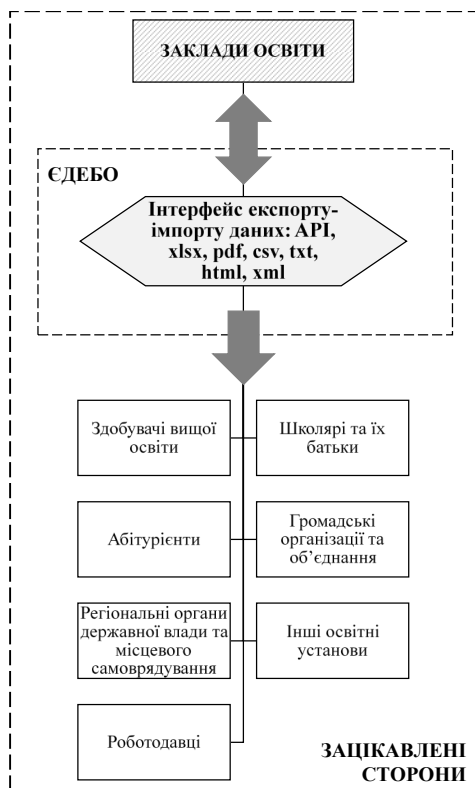 ЗАКЛАДИ ОСВІТИ
ЄДЕБО
Інтерфейс експорту-
імпорту даних: API,
xlsx, pdf, csv, txt,
html, xml
Здобувачі вищої
освіти
Школярі та їх
батьки
Абітурієнти
Громадські
організації та
об’єднання
Регіональні органи
державної влади та
місцевого
самоврядування
Інші освітні
установи
Роботодавці
ЗАЦІКАВЛЕНІ
СТОРОНИ